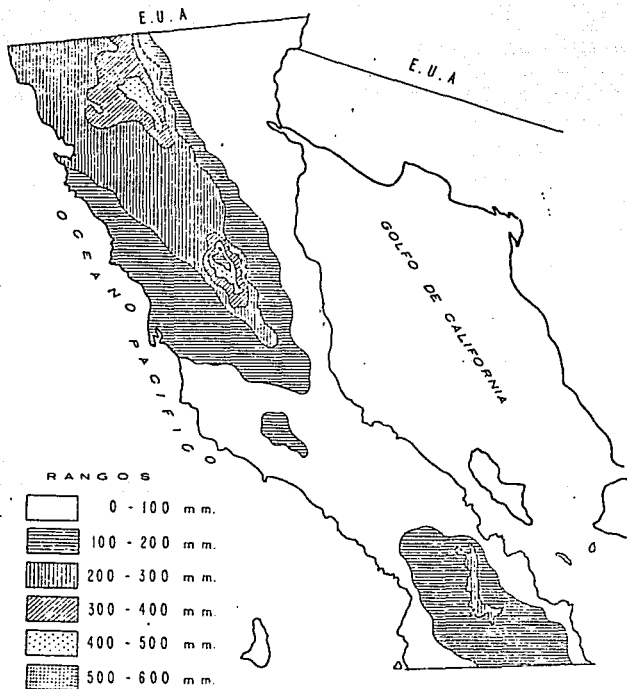 E.U.A
E.U.A
OCEANO PACIFICO
GOLFO DE CALIFORNIA
RANGOS
0 - 100 mm.
100 - 200 mm.
200 - 300 mm.
300 - 400 mm.
400 - 500 mm.
500 - 600 mm.